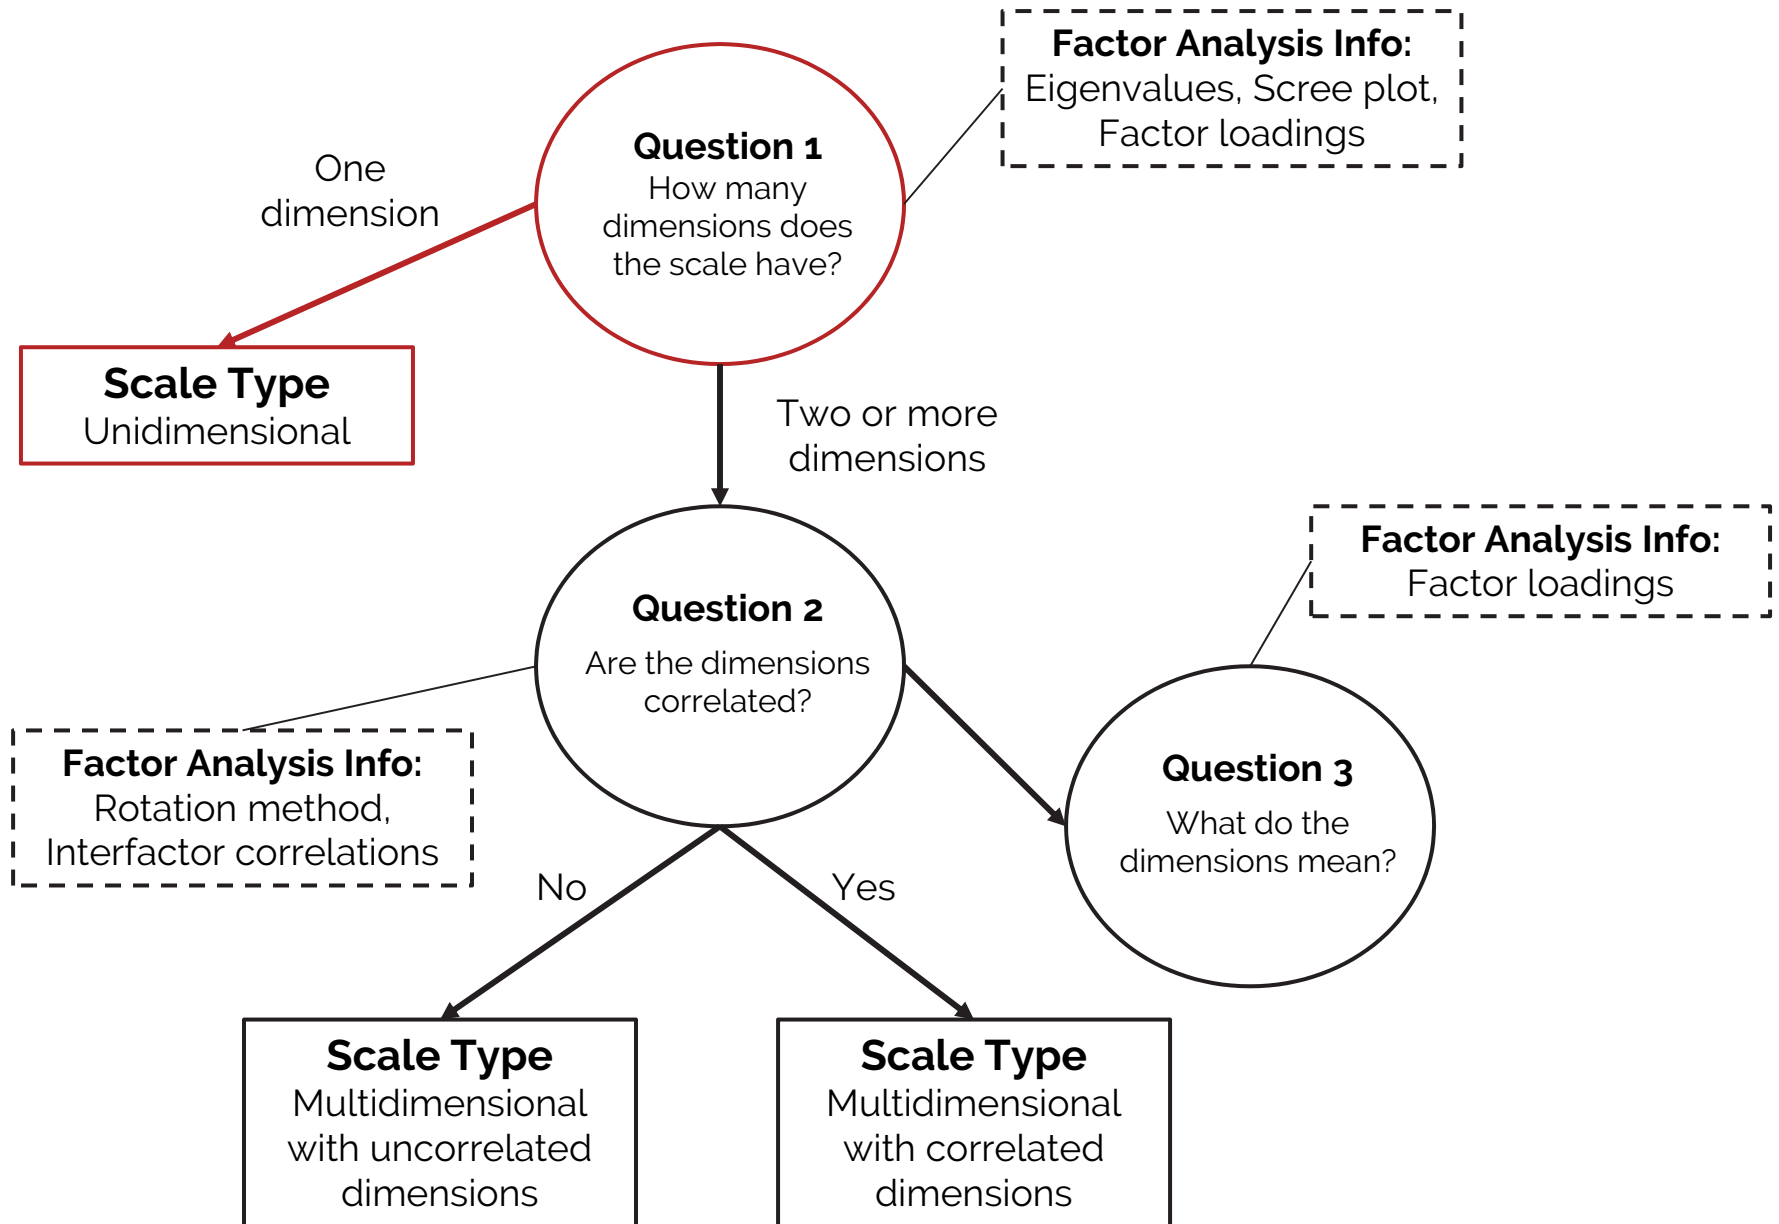 Factor Analysis Info:
Eigenvalues, Scree plot,
Factor loadings
Question 1
How many
dimensions does
the scale have?
One
dimension
Scale Type
Unidimensional
Two or more
dimensions
Factor Analysis Info:
Factor loadings
Question 2
Are the dimensions
correlated?
Factor Analysis Info:
Rotation method,
Interfactor correlations
Question 3
What do the
dimensions mean?
No
Yes
Scale Type
Multidimensional
with uncorrelated
dimensions
Scale Type
Multidimensional
with correlated
dimensions